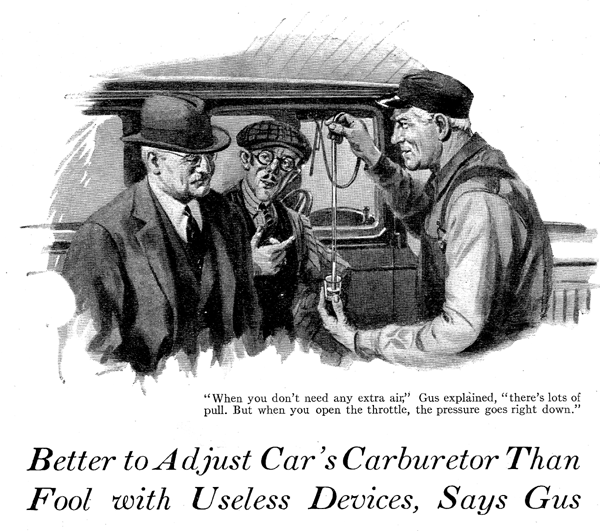 "When you don't need any extra air," Gus explained, "there's lots of
pull. But when you open the throttle, the pressure goes right down."
Better to Adjust Car's Carburetor Than
Fool with Useless Devices, Says Gus